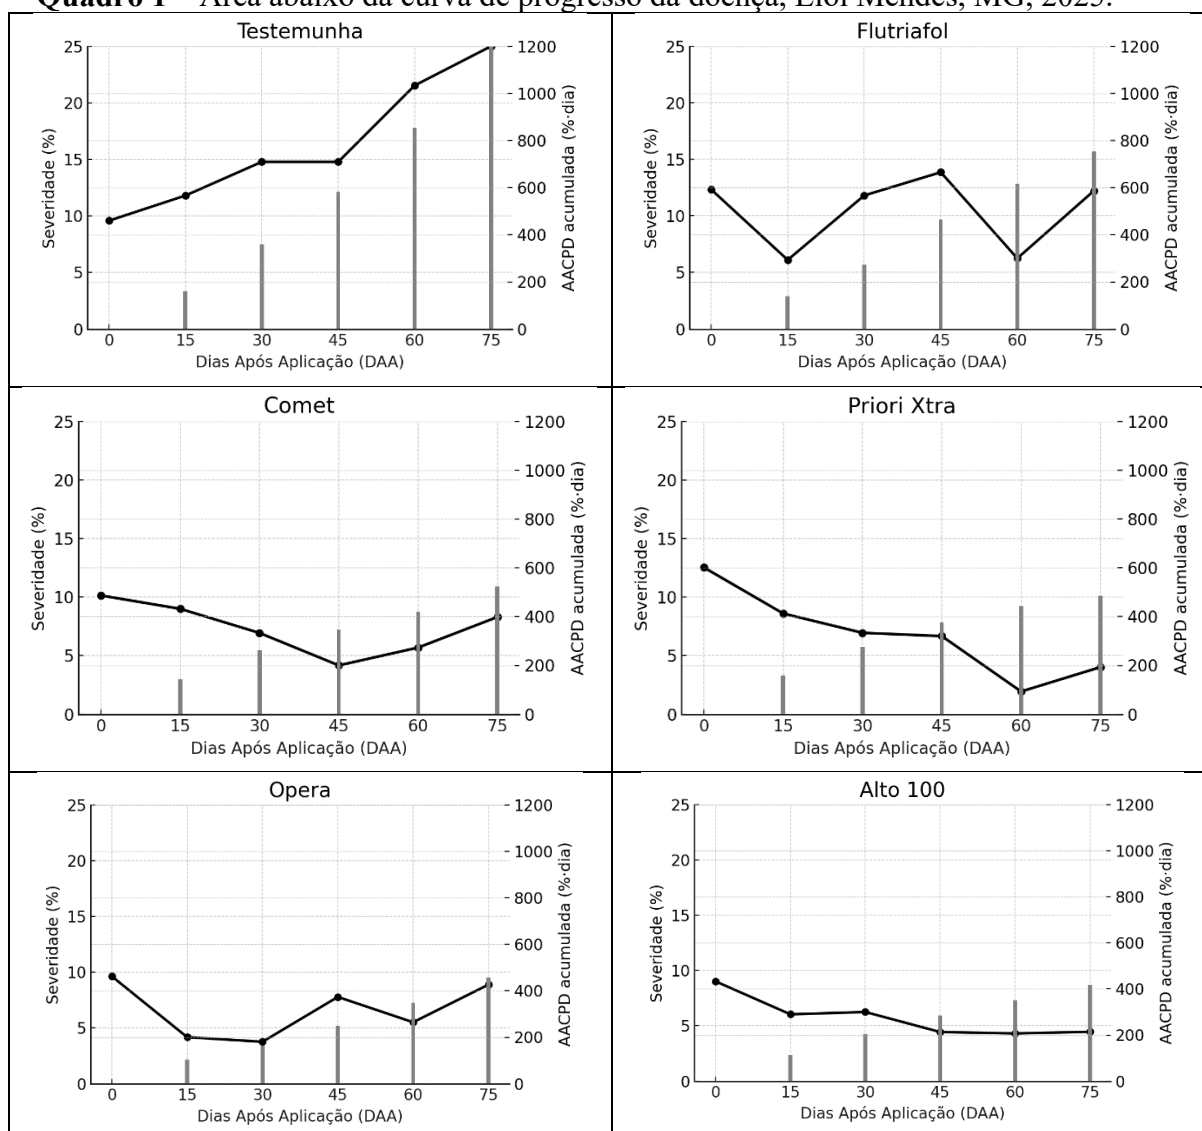 Quadro 1 – Área abaixo da curva de progresso da doença, Elói Mendes, MG, 2025.
Testemunha
25
20
15
10
5
0
Severidade (%)
0 15 30 45 60 75
Dias Após Aplicação (DAA)
1200
1000
800
600
400
200
0
AACPD acumulada (%·dia)
Flutriafol
25
20
15
10
5
0
Severidade (%)
0 15 30 45 60 75
Dias Após Aplicação (DAA)
1200
1000
800
600
400
200
0
AACPD acumulada (%·dia)
Comet
25
20
15
10
5
0
Severidade (%)
0 15 30 45 60 75
Dias Após Aplicação (DAA)
1200
1000
800
600
400
200
0
AACPD acumulada (%·dia)
Priori Xtra
25
20
15
10
5
0
Severidade (%)
0 15 30 45 60 75
Dias Após Aplicação (DAA)
1200
1000
800
600
400
200
0
AACPD acumulada (%·dia)
Opera
25
20
15
10
5
0
Severidade (%)
0 15 30 45 60 75
Dias Após Aplicação (DAA)
1200
1000
800
600
400
200
0
AACPD acumulada (%·dia)
Alto 100
25
20
15
10
5
0
Severidade (%)
0 15 30 45 60 75
Dias Após Aplicação (DAA)
1200
1000
800
600
400
200
0
AACPD acumulada (%·dia)